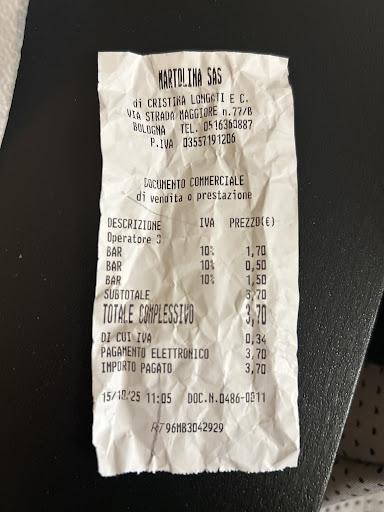 MARTOLINA SAS
di CRISTINA LONGATI E C.
VIA STRADA MAGGIORE n.77/B
BOLOGNA TEL. 0516360887
P.IVA 03557191206
DOCUMENTO COMMERCIALE
di vendita o prestazione
DESCRIZIONE IVA PREZZO(€)
Operatore 3
BAR 10% 1,70
BAR 10% 0,50
BAR 10% 1,50
SUBTOTALE 3,70
TOTALE COMPLESSIVO 3,70
DI CUI IVA 0,34
PAGAMENTO ELETTRONICO 3,70
IMPORTO PAGATO 3,70
15/10/25 11:05 DOC.N.0486-0011
RT 96MB3042929